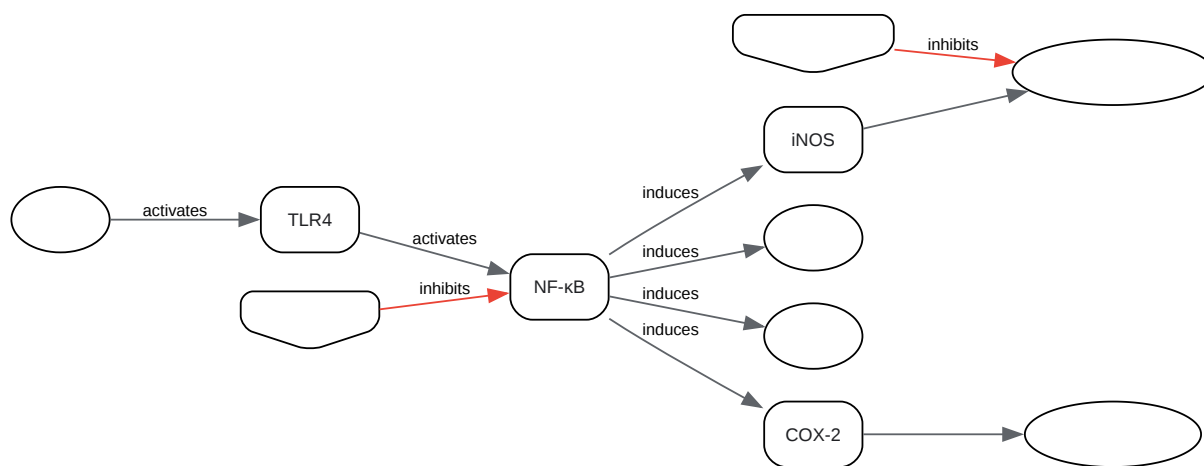 inhibits
iNOS
induces
activates
TLR4
activates
induces
inhibits
NF-κB
induces
induces
COX-2